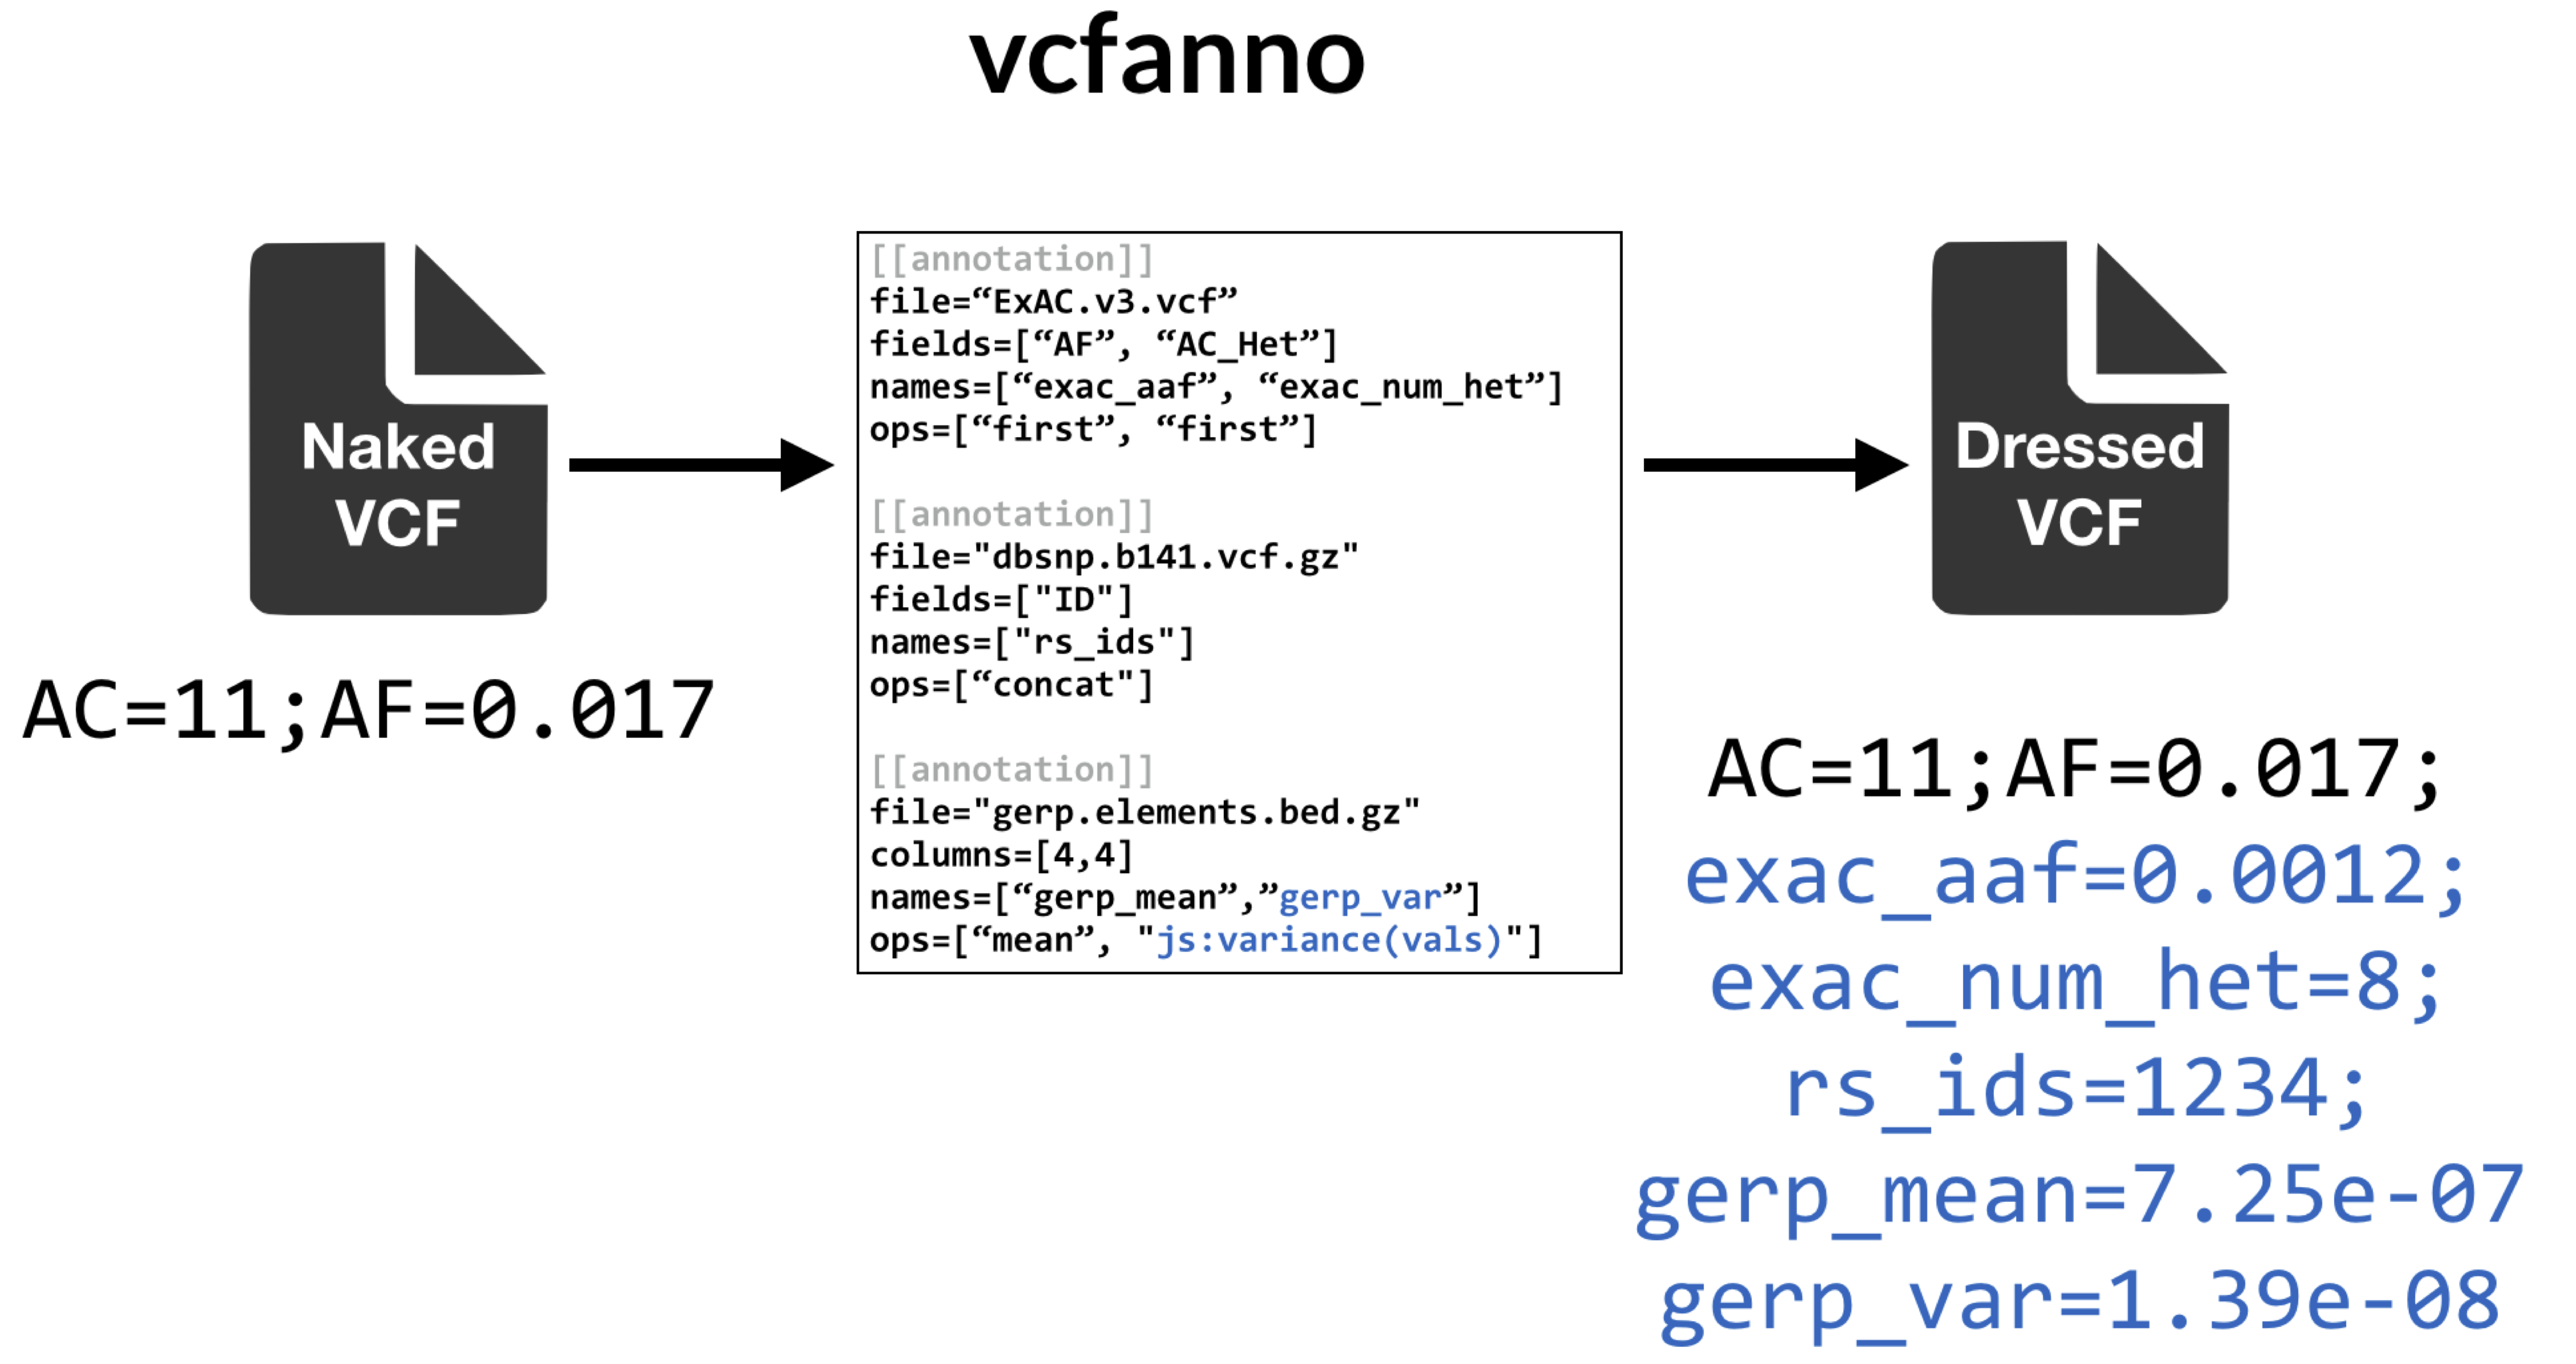 vcfanno
Naked
VCF
AC=11;AF=0.017
[[annotation]]
file=“ExAC.v3.vcf”
fields=[“AF”, “AC_Het”]
names=[“exac_aaf”, “exac_num_het”]
ops=[“first”, “first”]
[[annotation]]
file="dbsnp.b141.vcf.gz"
fields=["ID"]
names=["rs_ids"]
ops=[“concat"]
[[annotation]]
file="gerp.elements.bed.gz"
columns=[4,4]
names=[“gerp_mean”,”gerp_var”]
ops=[“mean”, "js:variance(vals)"]
Dressed
VCF
AC=11;AF=0.017;
exac_aaf=0.0012;
exac_num_het=8;
rs_ids=1234;
gerp_mean=7.25e-07
gerp_var=1.39e-08